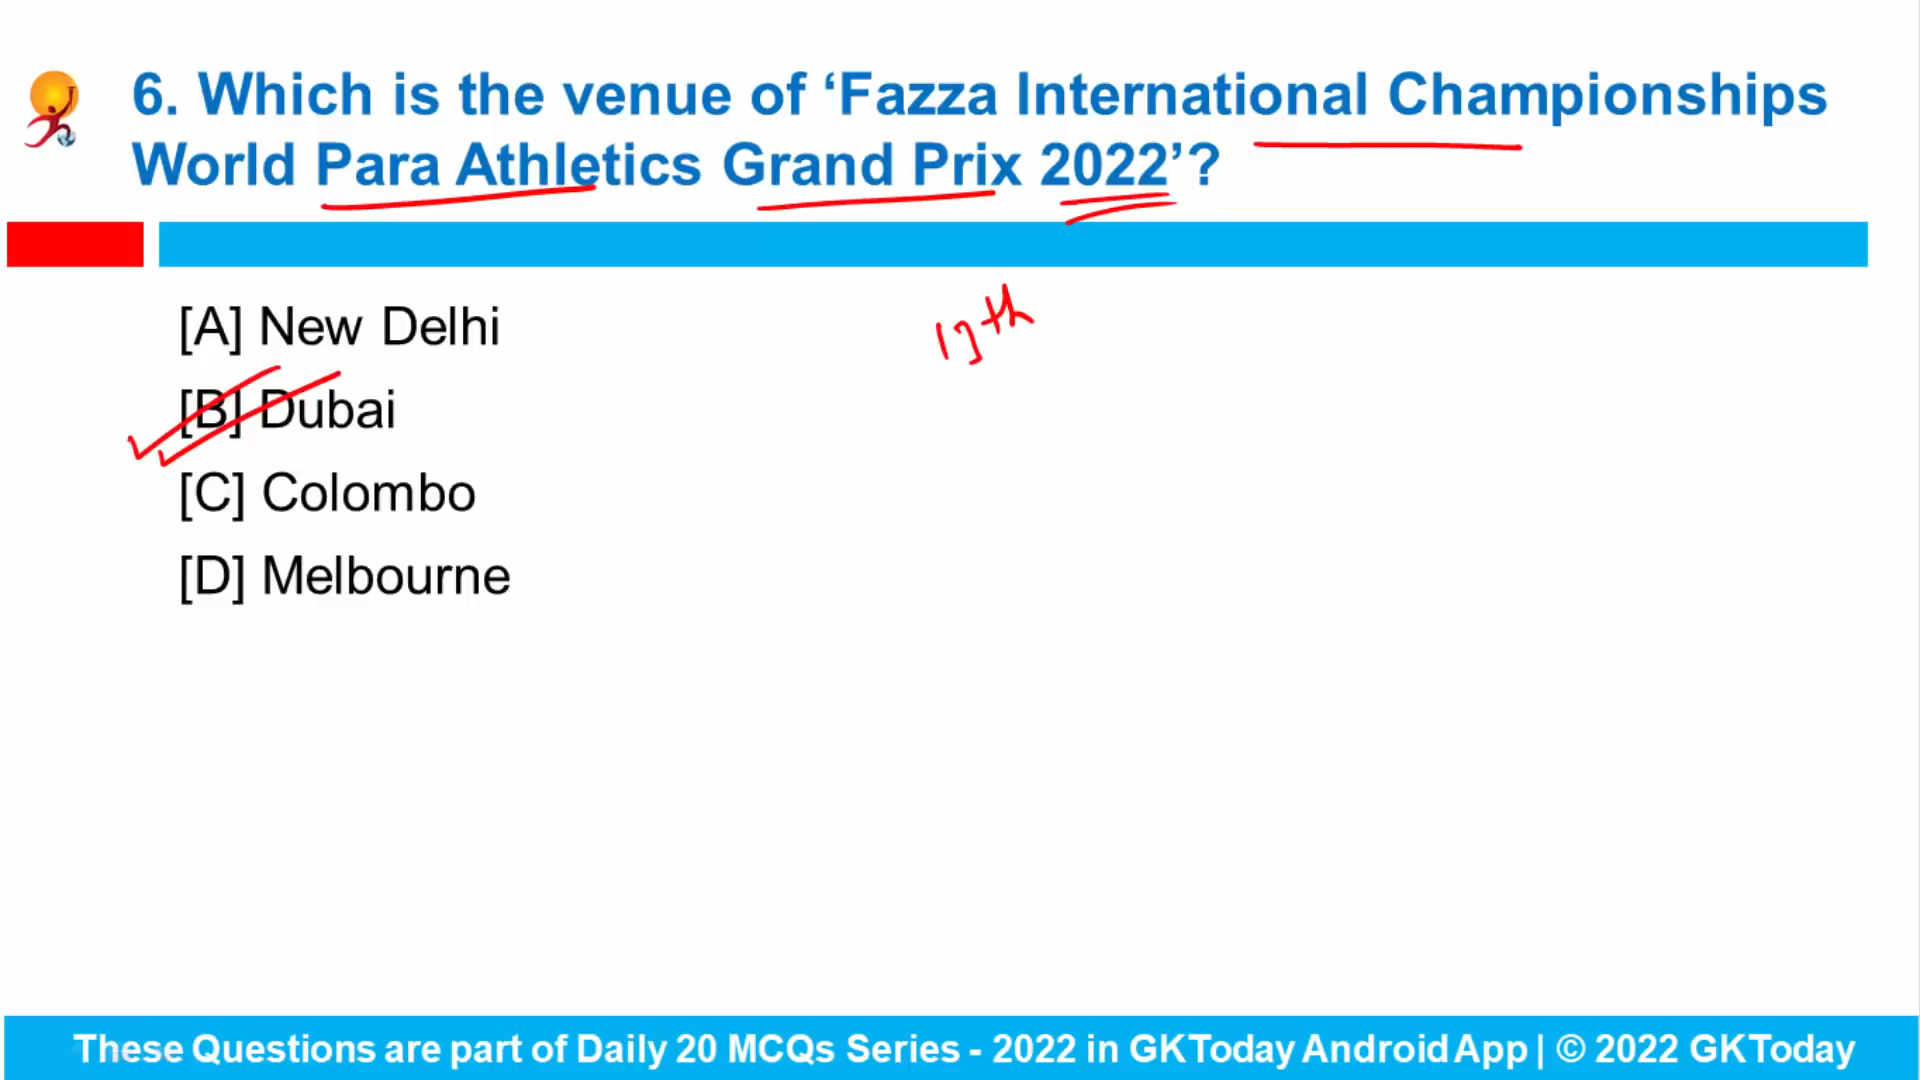 6. Which is the venue of ‘Fazza International Championships
World Para Athletics Grand Prix 2022’?
[A] New Delhi
17th
[B] Dubai
[C] Colombo
[D] Melbourne
These Questions are part of Daily 20 MCQs Series - 2022 in GKToday Android App | © 2022 GKToday